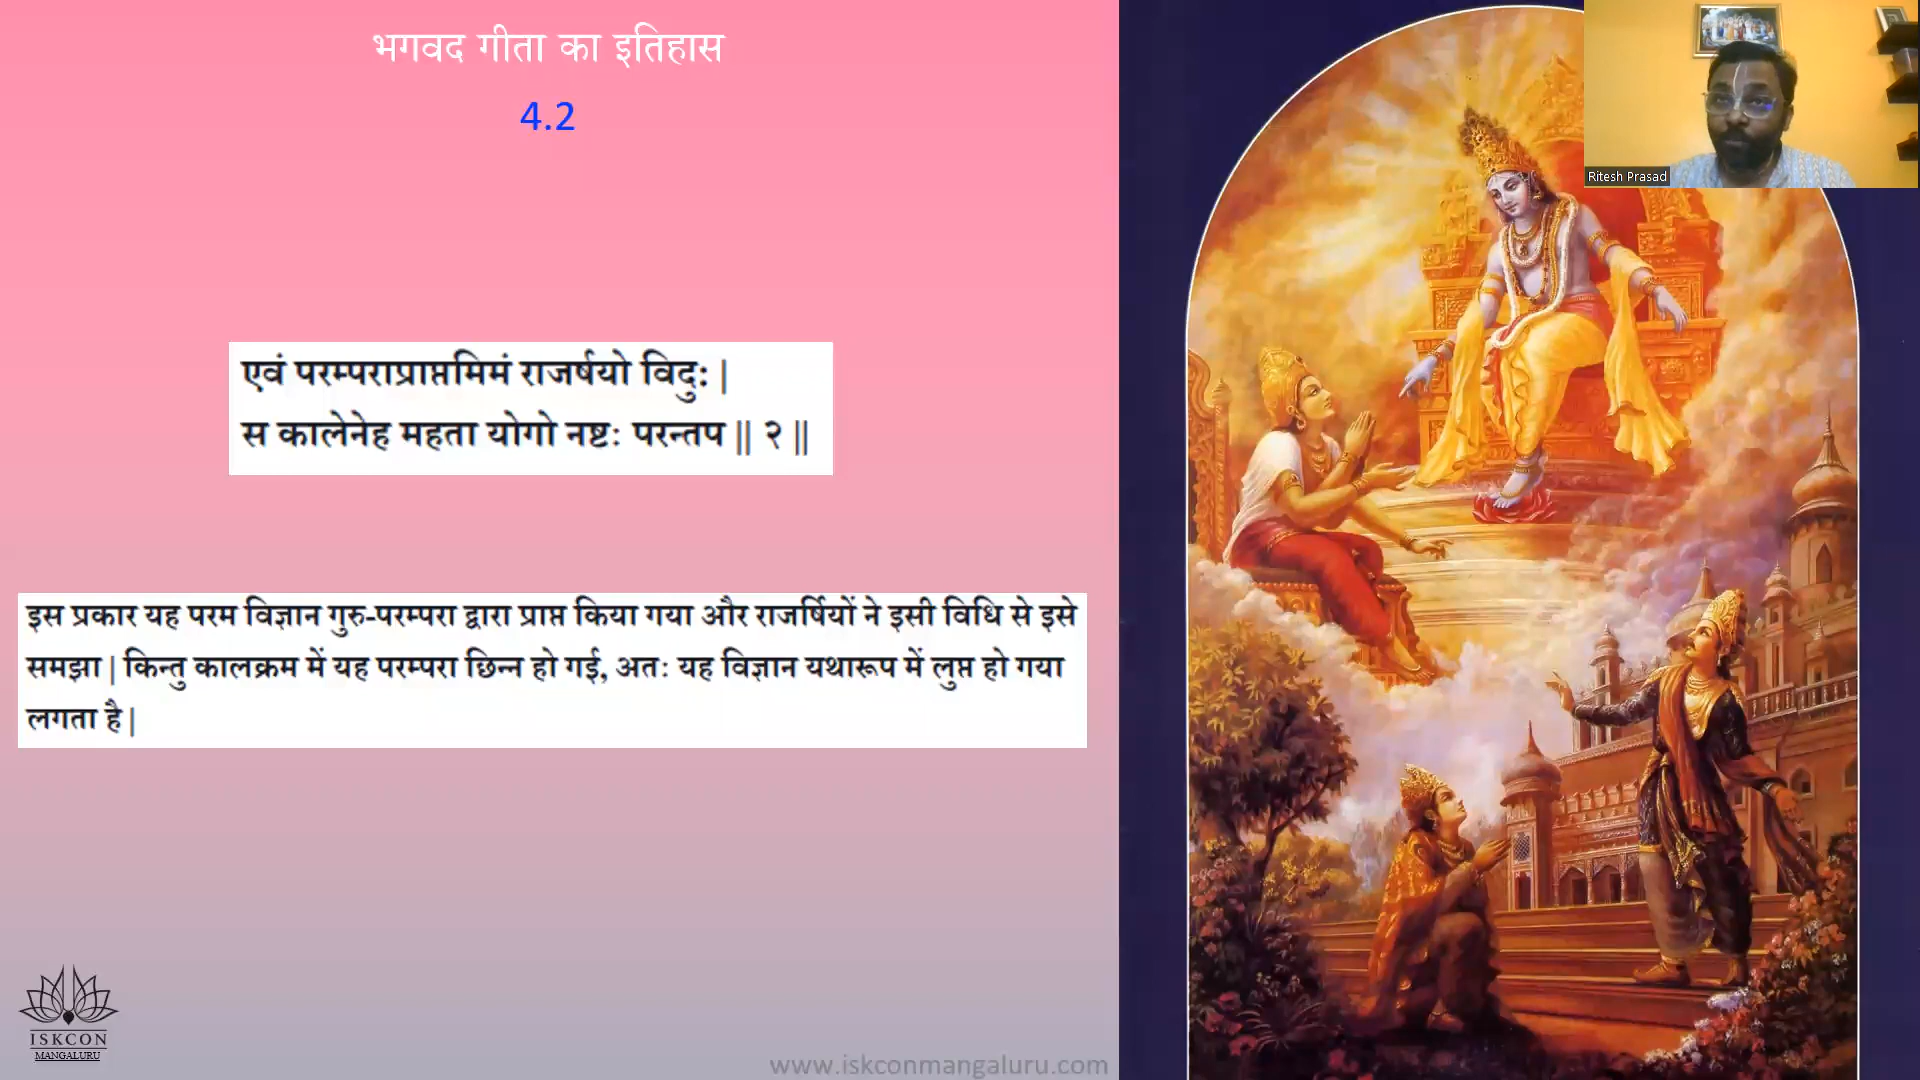 भगवद गीता का इतिहास
4.2
एवं परम्पराप्राप्तमिमं राजर्षयो विदुः |
स कालेनेह महता योगो नष्टः परन्तप || २ ||
इस प्रकार यह परम विज्ञान गुरु-परम्परा द्वारा प्राप्त किया गया और राजर्षियों ने इसी विधि से इसे
समझा | किन्तु कालक्रम में यह परम्परा छिन्न हो गई, अतः यह विज्ञान यथारूप में लुप्त हो गया
लगता है |
ISKCON
MANGALURU
www.iskconmangaluru.com
Ritesh Prasad